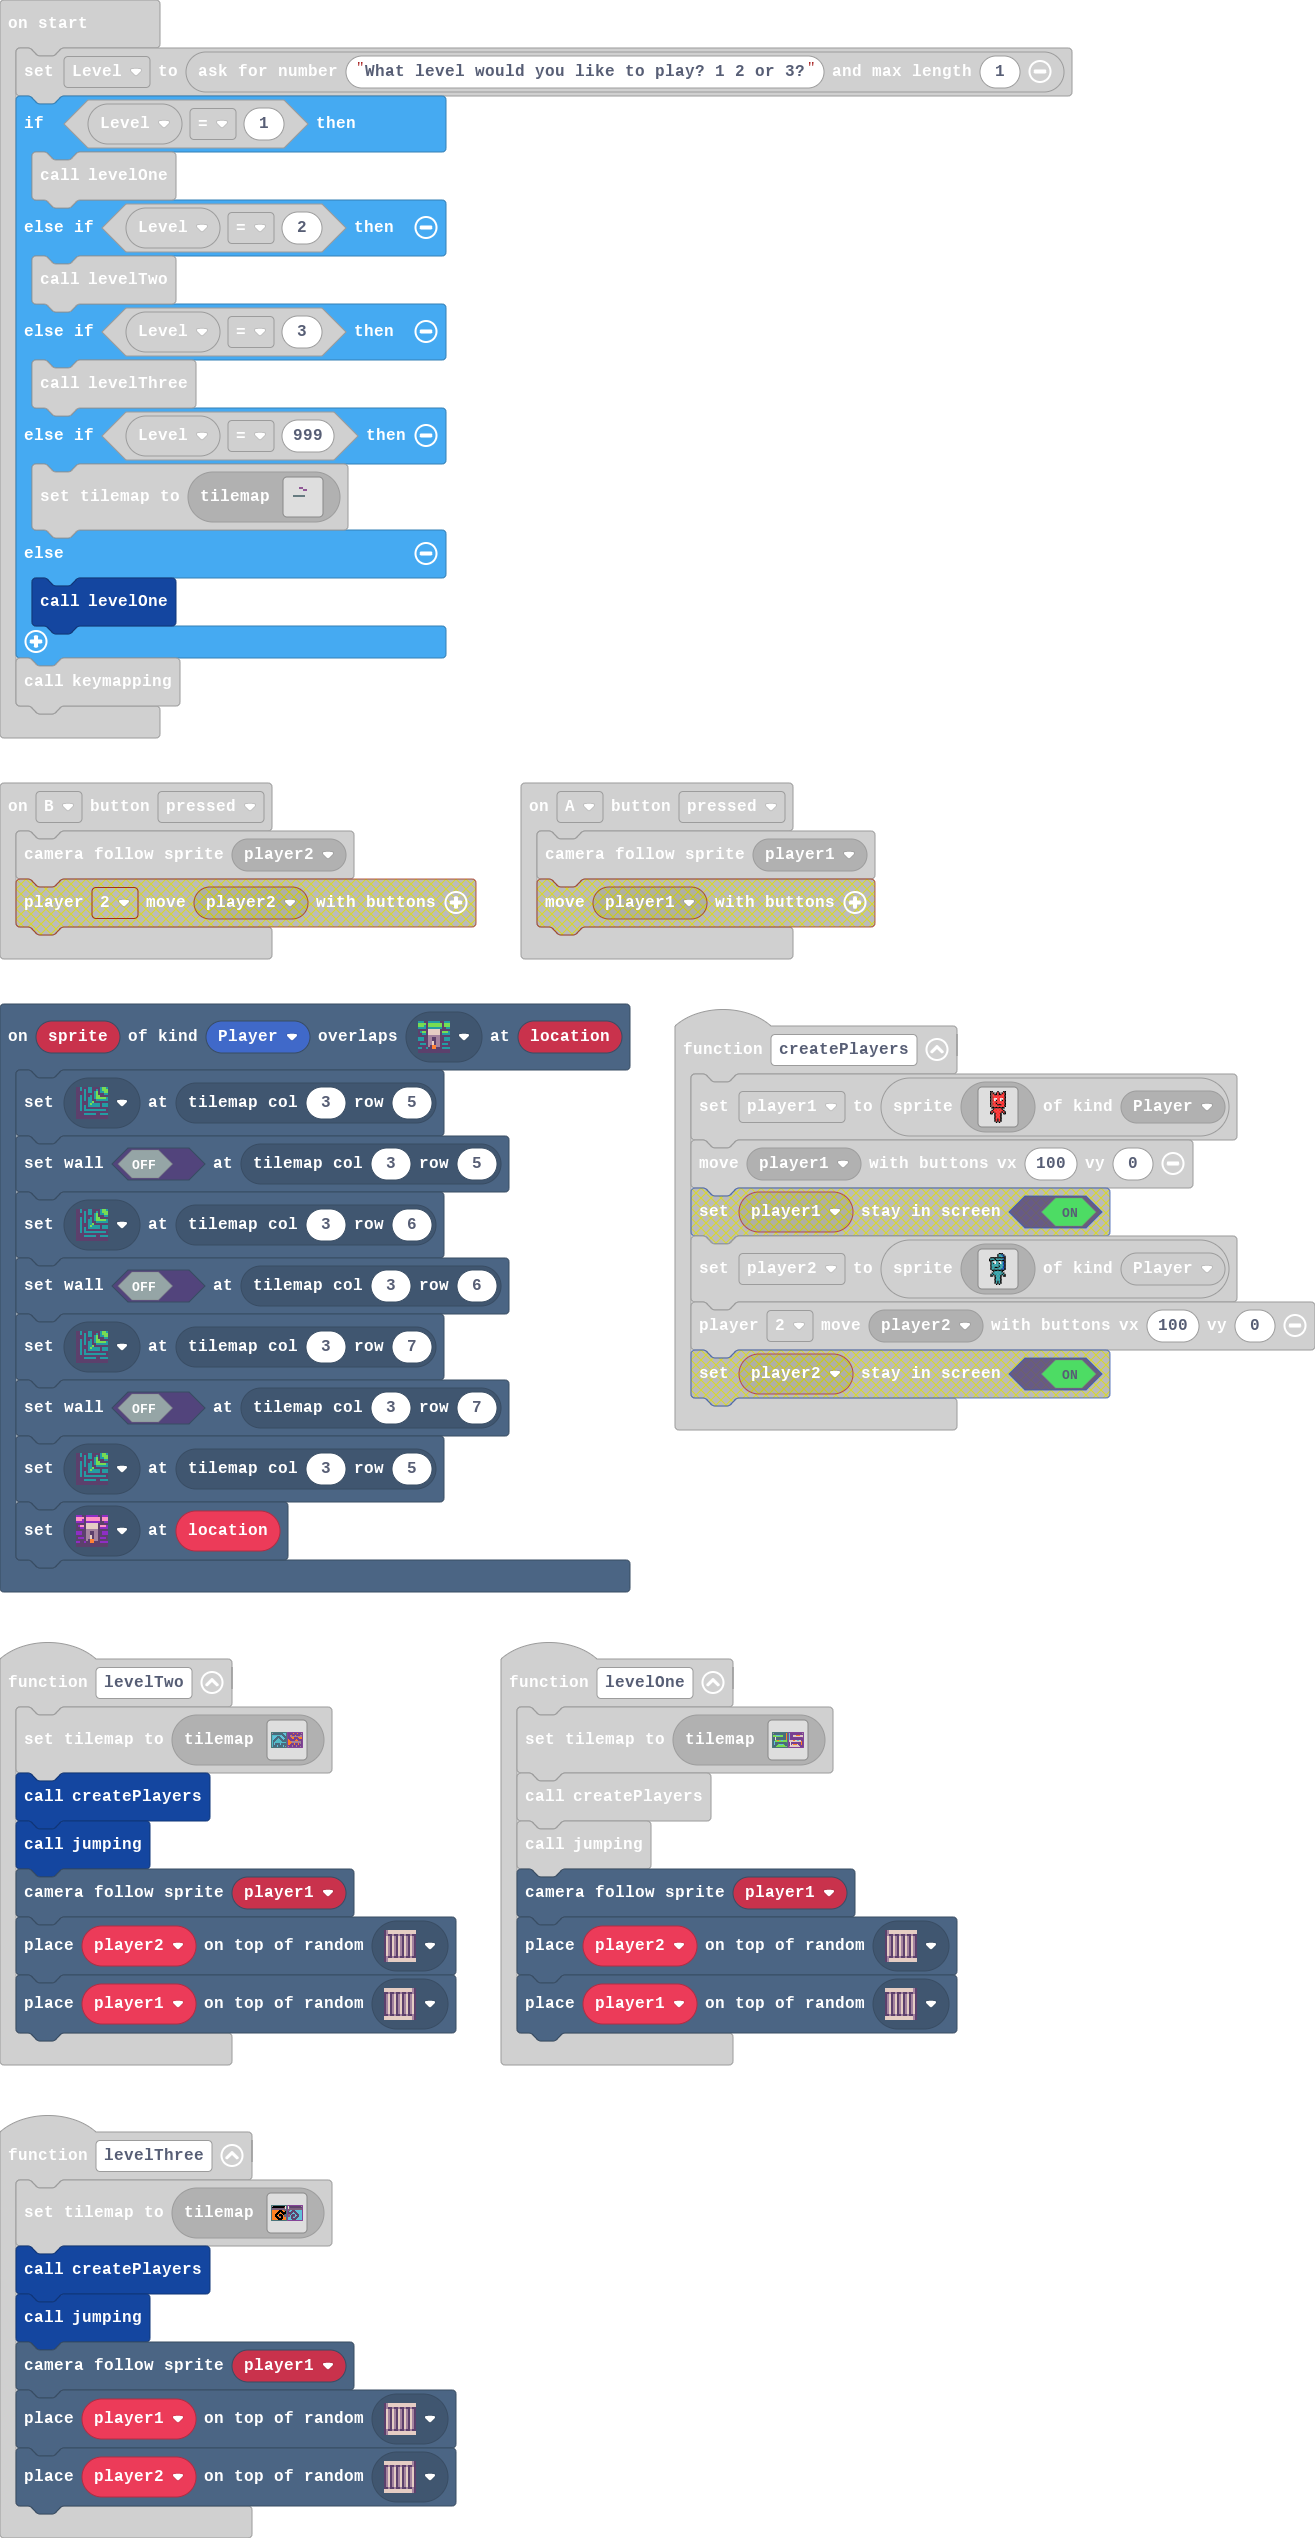 on start
set Level to ask for number "What level would you like to play? 1 2 or 3?" and max length 1
if Level = 1 then
call levelOne
else if Level = 2 then
call levelTwo
else if Level = 3 then
call levelThree
else if Level = 999 then
set tilemap to tilemap
else
call levelOne
call keymapping
on B button pressed
camera follow sprite player2
player 2 move player2 with buttons
on A button pressed
camera follow sprite player1
move player1 with buttons
on sprite of kind Player overlaps at location
set at tilemap col 3 row 5
set wall OFF at tilemap col 3 row 5
set at tilemap col 3 row 6
set wall OFF at tilemap col 3 row 6
set at tilemap col 3 row 7
set wall OFF at tilemap col 3 row 7
set at tilemap col 3 row 5
set at location
function createPlayers
set player1 to sprite of kind Player
move player1 with buttons vx 100 vy 0
set player1 stay in screen ON
set player2 to sprite of kind Player
player 2 move player2 with buttons vx 100 vy 0
set player2 stay in screen ON
function levelTwo
set tilemap to tilemap
call createPlayers
call jumping
camera follow sprite player1
place player2 on top of random
place player1 on top of random
function levelOne
set tilemap to tilemap
call createPlayers
call jumping
camera follow sprite player1
place player2 on top of random
place player1 on top of random
function levelThree
set tilemap to tilemap
call createPlayers
call jumping
camera follow sprite player1
place player1 on top of random
place player2 on top of random